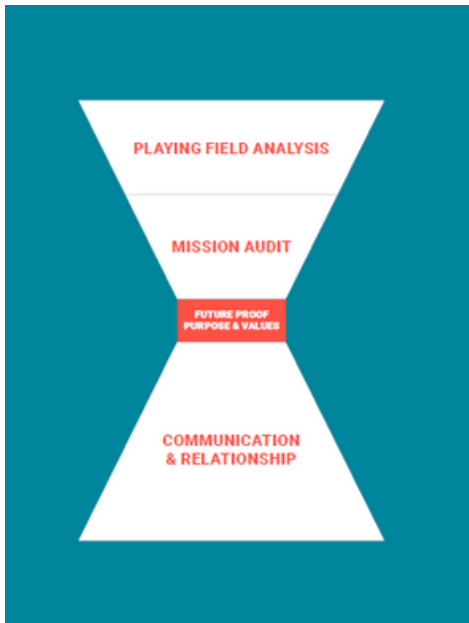 PLAYING FIELD ANALYSIS
MISSION AUDIT
FUTURE PROOF
PURPOSE & VALUES
COMMUNICATION
& RELATIONSHIP